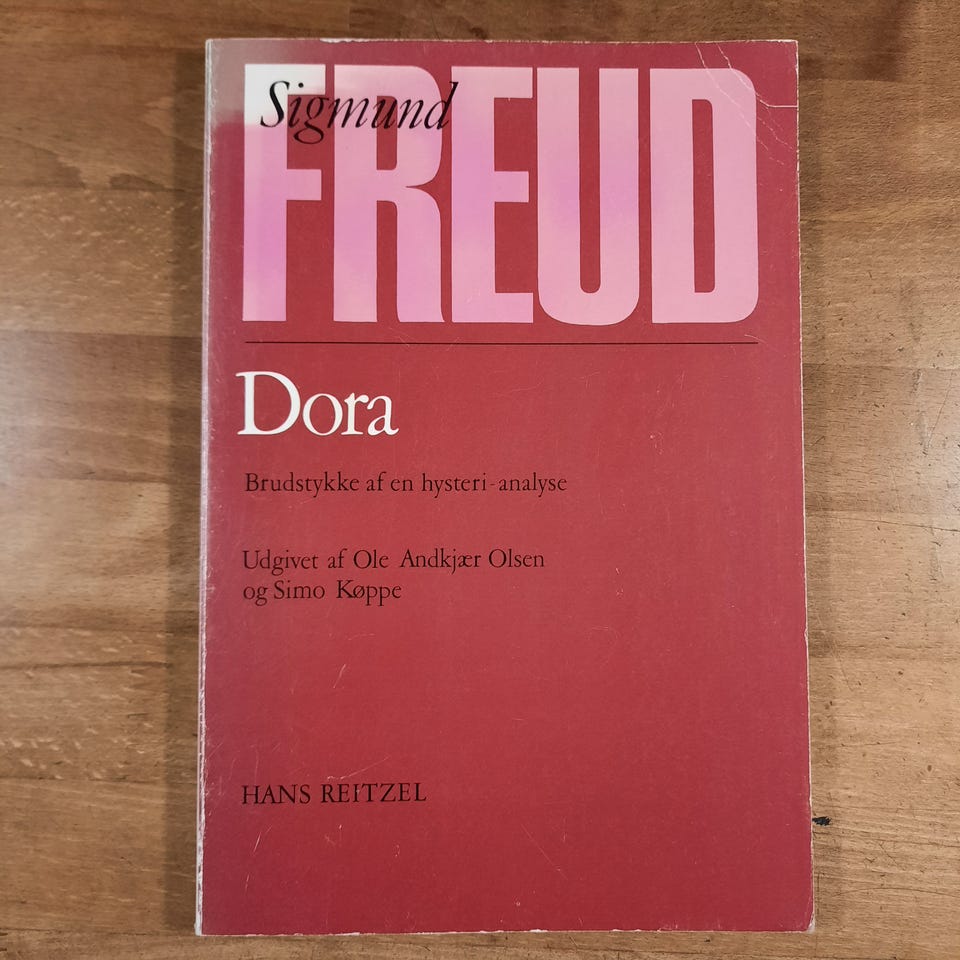 Sigmund
FREUD
Dora
Brudstykke af en hysteri-analyse
Udgivet af Ole Andkjær Olsen
og Simo Køppe
HANS REITZEL